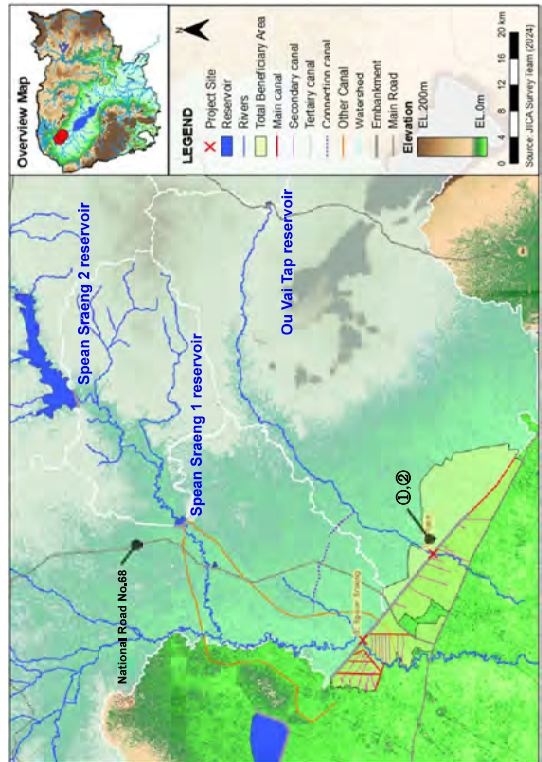 Overview Map
N
LEGEND
Project Site
Reservoir
Rivers
Total Beneficiary Area
Main canal
Secondary canal
Tertiary canal
Connection canal
Other Canal
Watershed
Embankment
Main Road
Elevation
EL.200m
EL.0m
0 4 8 12 16 20 km
Source: JICA Survey Team (2024)
Spean Sraeng 2 reservoir
Spean Sraeng 1 reservoir
Ou Vai Tap reservoir
National Road No.68
①,②
Spean Sraeng